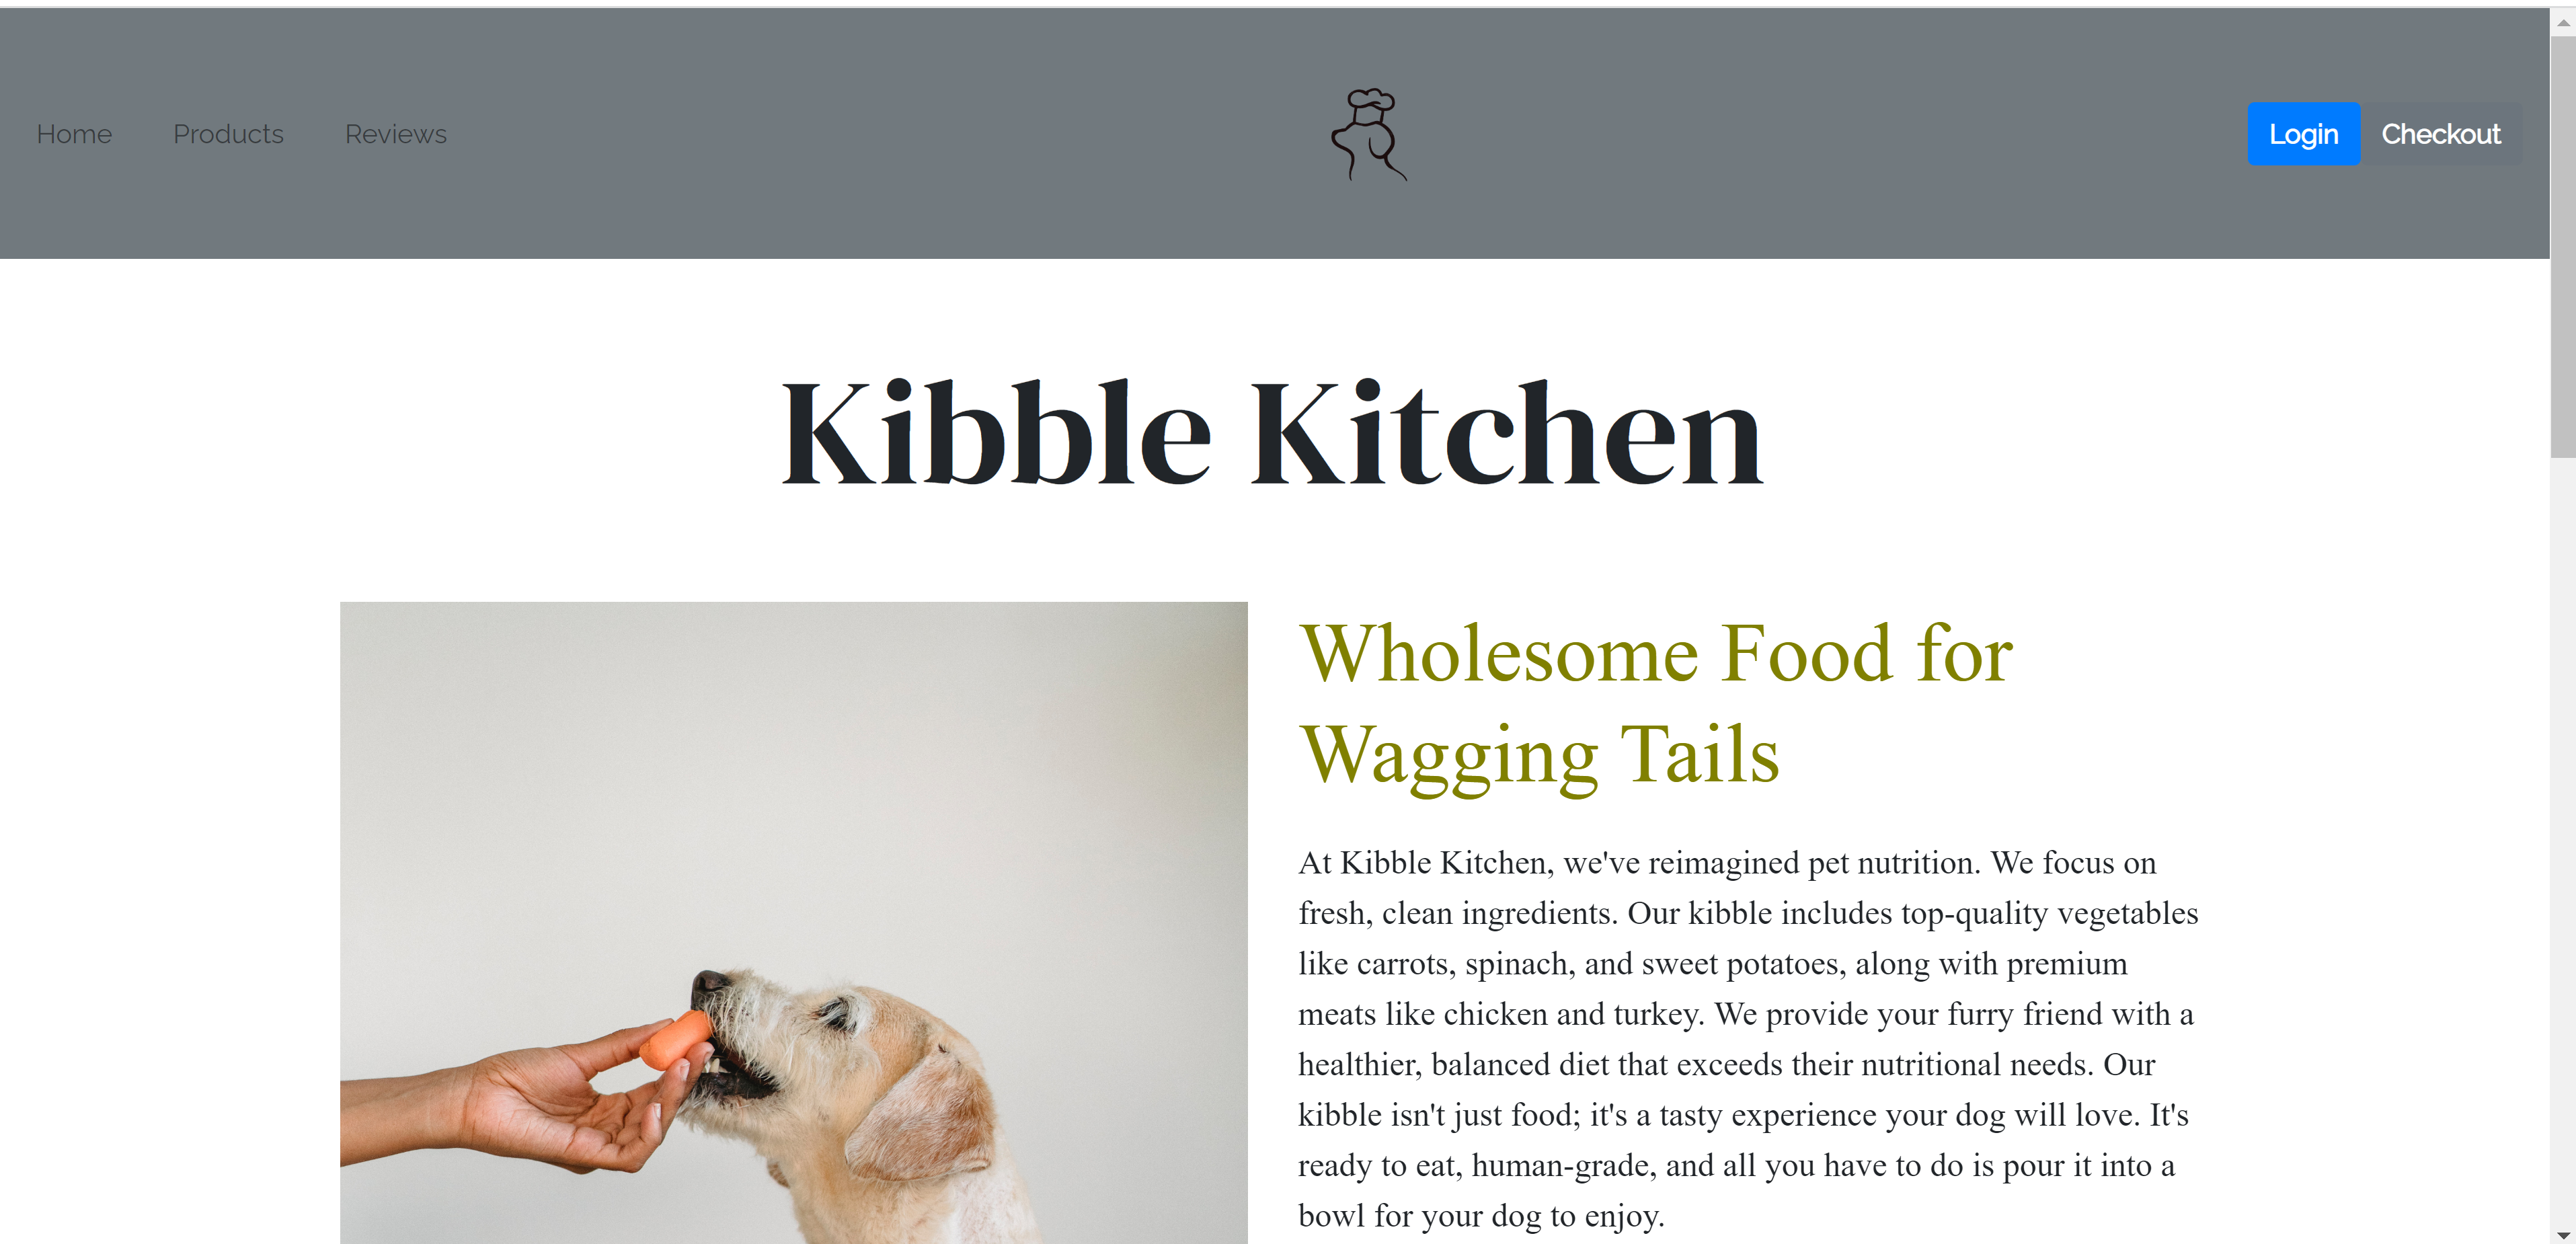 Home Products Reviews Login Checkout
Kibble Kitchen
Wholesome Food for
Wagging Tails
At Kibble Kitchen, we've reimagined pet nutrition. We focus on
fresh, clean ingredients. Our kibble includes top-quality vegetables
like carrots, spinach, and sweet potatoes, along with premium
meats like chicken and turkey. We provide your furry friend with a
healthier, balanced diet that exceeds their nutritional needs. Our
kibble isn't just food; it's a tasty experience your dog will love. It's
ready to eat, human-grade, and all you have to do is pour it into a
bowl for your dog to enjoy.